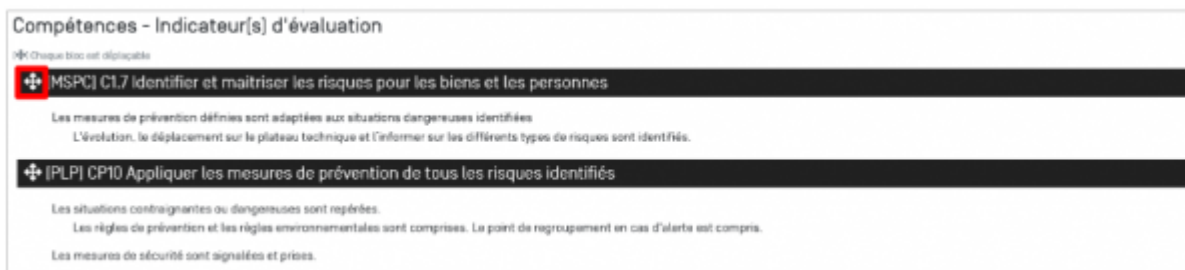 Compétences - Indicateur(s) d'évaluation
Chaque bloc est déplaçable
[MSPC] C1.7 Identifier et maitriser les risques pour les biens et les personnes
Les mesures de prévention définies sont adaptées aux situations dangereuses identifiées
L'évolution, le déplacement sur le plateau technique et l'informer sur les différents types de risques sont identifiés.
[PLP] CP10 Appliquer les mesures de prévention de tous les risques identifiés
Les situations contraignantes ou dangereuses sont repérées.
Les règles de prévention et les règles environnementales sont comprises. Le point de regroupement en cas d'alerte est compris.
Les mesures de sécurité sont signalées et prises.